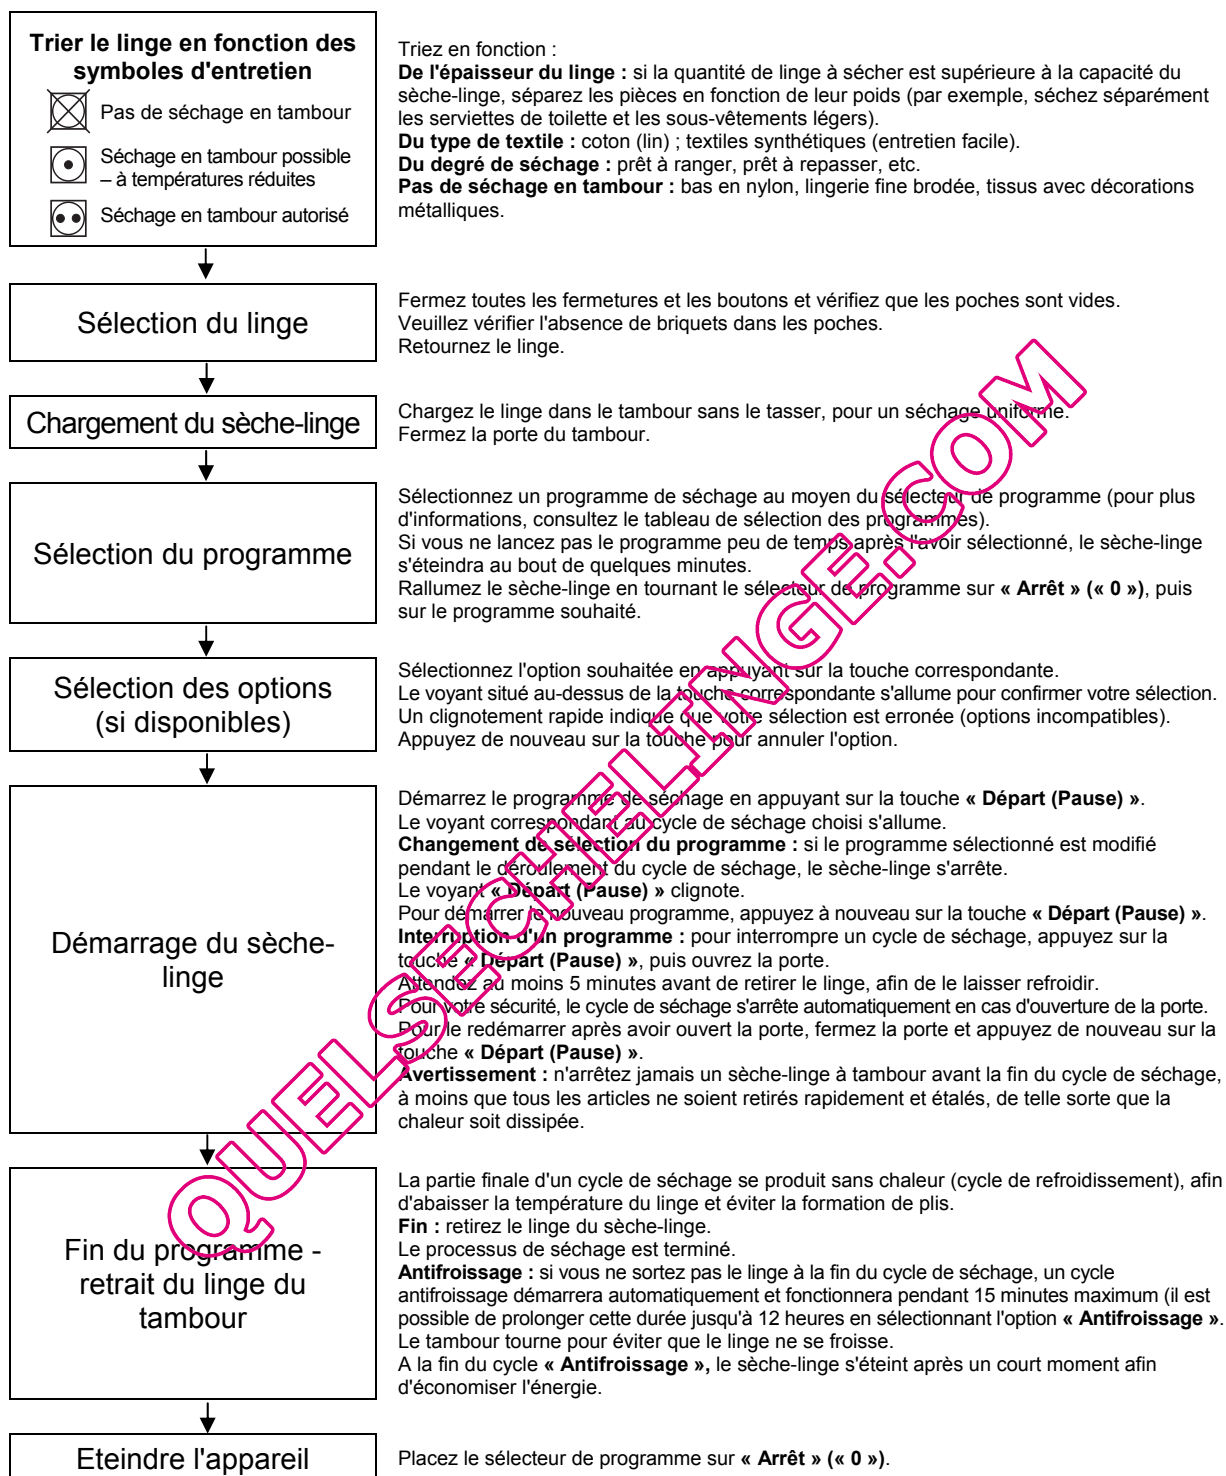 Trier le linge en fonction des
symboles d'entretien
Pas de séchage en tambour
Séchage en tambour possible
– à températures réduites
Séchage en tambour autorisé
Triez en fonction :
De l'épaisseur du linge : si la quantité de linge à sécher est supérieure à la capacité du
sèche-linge, séparez les pièces en fonction de leur poids (par exemple, séchez séparément
les serviettes de toilette et les sous-vêtements légers).
Du type de textile : coton (lin) ; textiles synthétiques (entretien facile).
Du degré de séchage : prêt à ranger, prêt à repasser, etc.
Pas de séchage en tambour : bas en nylon, lingerie fine brodée, tissus avec décorations
métalliques.
Sélection du linge
Fermez toutes les fermetures et les boutons et vérifiez que les poches sont vides.
Veuillez vérifier l'absence de briquets dans les poches.
Retournez le linge.
Chargement du sèche-linge
Chargez le linge dans le tambour sans le tasser, pour un séchage uniforme.
Fermez la porte du tambour.
Sélection du programme
Sélectionnez un programme de séchage au moyen du sélecteur de programme (pour plus
d'informations, consultez le tableau de sélection des programmes).
Si vous ne lancez pas le programme peu de temps après l'avoir sélectionné, le sèche-linge
s'éteindra au bout de quelques minutes.
Rallumez le sèche-linge en tournant le sélecteur de programme sur « Arrêt » (« 0 »), puis
sur le programme souhaité.
Sélection des options
(si disponibles)
Sélectionnez l'option souhaitée en appuyant sur la touche correspondante.
Le voyant situé au-dessus de la touche correspondante s'allume pour confirmer votre sélection.
Un clignotement rapide indique que votre sélection est erronée (options incompatibles).
Appuyez de nouveau sur la touche pour annuler l'option.
Démarrage du sèche-
linge
Démarrez le programme de séchage en appuyant sur la touche « Départ (Pause) ».
Le voyant correspondant au cycle de séchage choisi s'allume.
Changement de sélection du programme : si le programme sélectionné est modifié
pendant le déroulement du cycle de séchage, le sèche-linge s'arrête.
Le voyant « Départ (Pause) » clignote.
Pour démarrer le nouveau programme, appuyez à nouveau sur la touche « Départ (Pause) ».
Interruption d'un programme : pour interrompre un cycle de séchage, appuyez sur la
touche « Départ (Pause) », puis ouvrez la porte.
Attendez au moins 5 minutes avant de retirer le linge, afin de le laisser refroidir.
Pour votre sécurité, le cycle de séchage s'arrête automatiquement en cas d'ouverture de la porte.
Pour le redémarrer après avoir ouvert la porte, fermez la porte et appuyez de nouveau sur la
touche « Départ (Pause) ».
Avertissement : n'arrêtez jamais un sèche-linge à tambour avant la fin du cycle de séchage,
à moins que tous les articles ne soient retirés rapidement et étalés, de telle sorte que la
chaleur soit dissipée.
Fin du programme -
retrait du linge du
tambour
La partie finale d'un cycle de séchage se produit sans chaleur (cycle de refroidissement), afin
d'abaisser la température du linge et éviter la formation de plis.
Fin : retirez le linge du sèche-linge.
Le processus de séchage est terminé.
Antifroissage : si vous ne sortez pas le linge à la fin du cycle de séchage, un cycle
antifroissage démarrera automatiquement et fonctionnera pendant 15 minutes maximum (il est
possible de prolonger cette durée jusqu'à 12 heures en sélectionnant l'option « Antifroissage ».
Le tambour tourne pour éviter que le linge ne se froisse.
A la fin du cycle « Antifroissage », le sèche-linge s'éteint après un court moment afin
d'économiser l'énergie.
Eteindre l'appareil
Placez le sélecteur de programme sur « Arrêt » (« 0 »).
QUELSECHELINGE.COM